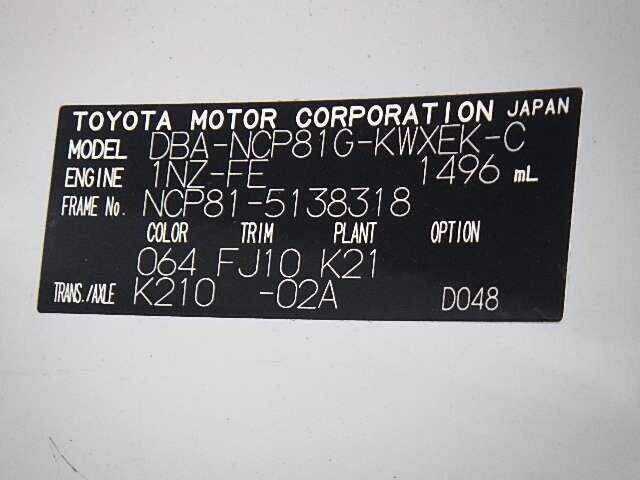 TOYOTA MOTOR CORPORATION JAPAN
MODEL DBA-NCP81G-KWXEK-C
ENGINE 1NZ-FE 1496 mL
FRAME No. NCP81-5138318
COLOR TRIM PLANT OPTION
064 FJ10 K21
TRANS./AXLE K210 -02A D048